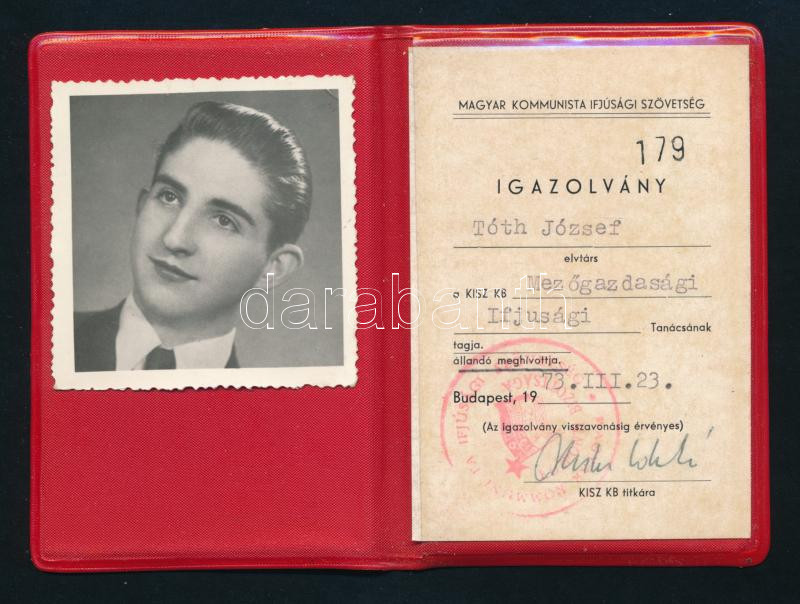 MAGYAR KOMMUNISTA IFJÚSÁGI SZÖVETSÉG
179
IGAZOLVÁNY
Tóth József
elvtárs
a KISZ KB Mezőgazdasági
Ifjusági Tanácsának
tagja.
állandó meghívottja.
Budapest, 1973.III.23.
(Az igazolvány visszavonásig érvényes)
KISZ KB titkára
darabanth